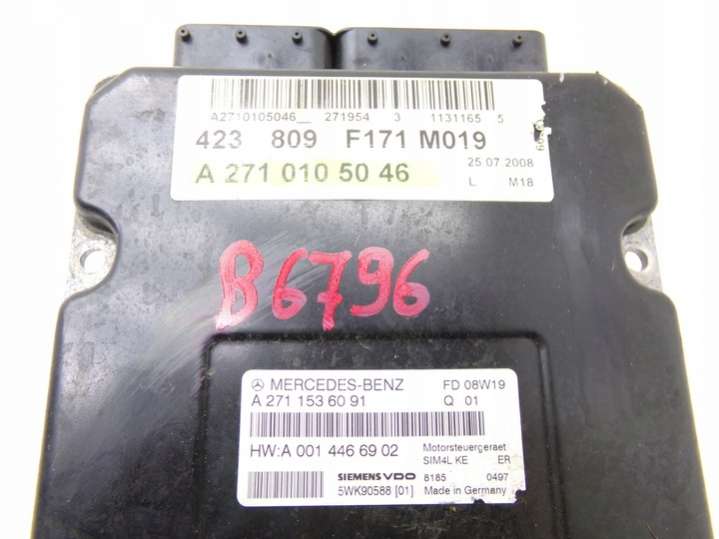 A2710105046__ 271954 3 1131165 5
423 809 F171 M019
25.07.2008
A 271 010 50 46
L M18
B6796
MERCEDES-BENZ FD 08W19
A 271 153 60 91 Q 01
HW:A 001 446 69 02 Motorsteuergeraet
SIM4L KE ER
SIEMENS VDO 8185 0497
5WK90588 [01] Made in Germany